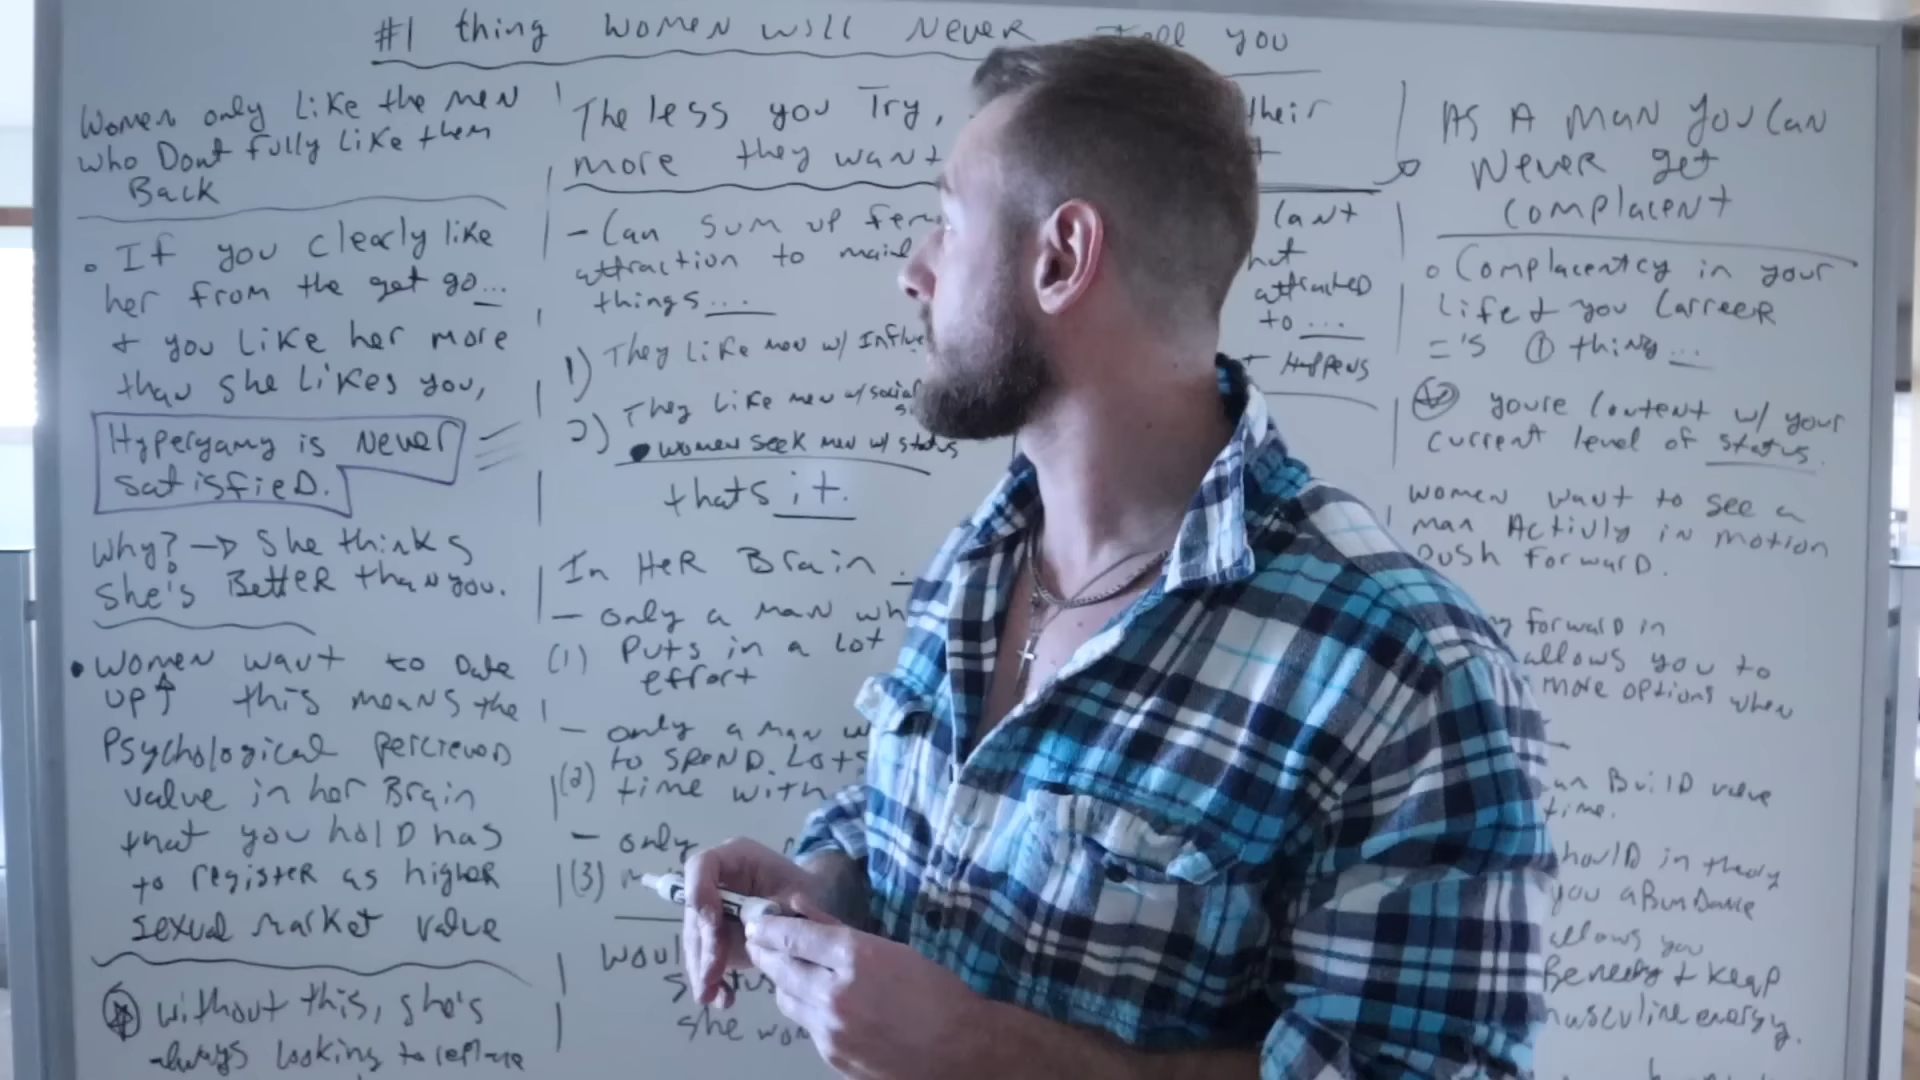 #1 thing women will Never Tell you
Women only Like the men
who Dont fully Like them
Back
• If you clearly like
her from the get go...
+ you like her more
than she likes you,
Hypergamy is Never
satisfied.
Why? → She thinks
she's Better than you.
• Women want to Date
up↑ this means the
Psychological percieved
value in her Brain
that you hold has
to register as higher
sexual market value
without this, she's
always looking to replace
The less you Try,
more they want
- Can sum up
attraction to
things...
1) They Like men w/
2) They Like men w/ social
• women seek men w/ status
thats it.
In Her Brain
- only a man
(1) Puts in a lot
effort
- only a man
(2) to spend Lots
time with
- only
(3)
she
their
Cant
attracted
to...
Happens
As A man you Can
Never get
complacent
o Complacentcy in your
Life + you Carreer
='s ① thing...
youre Content w/ your
current level of status.
women want to see a
man Activly in motion
push forward.
forward in
allows you to
more options when
Build value
time.
in theory
you abundance
allows you
& keep
masculine energy.